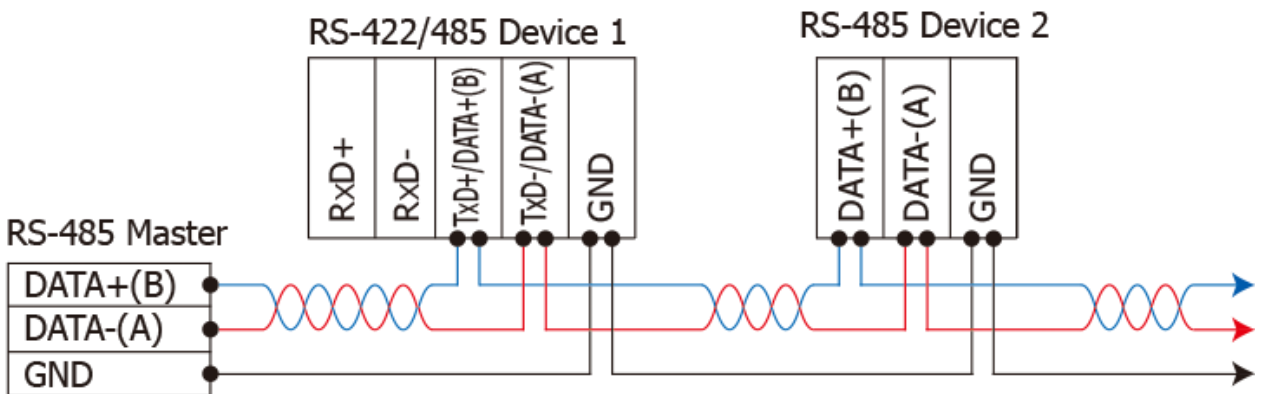 RS-422/485 Device 1
RS-485 Device 2
RxD+
RxD-
TxD+/DATA+(B)
TxD-/DATA-(A)
GND
DATA+(B)
DATA-(A)
GND
RS-485 Master
DATA+(B)
DATA-(A)
GND